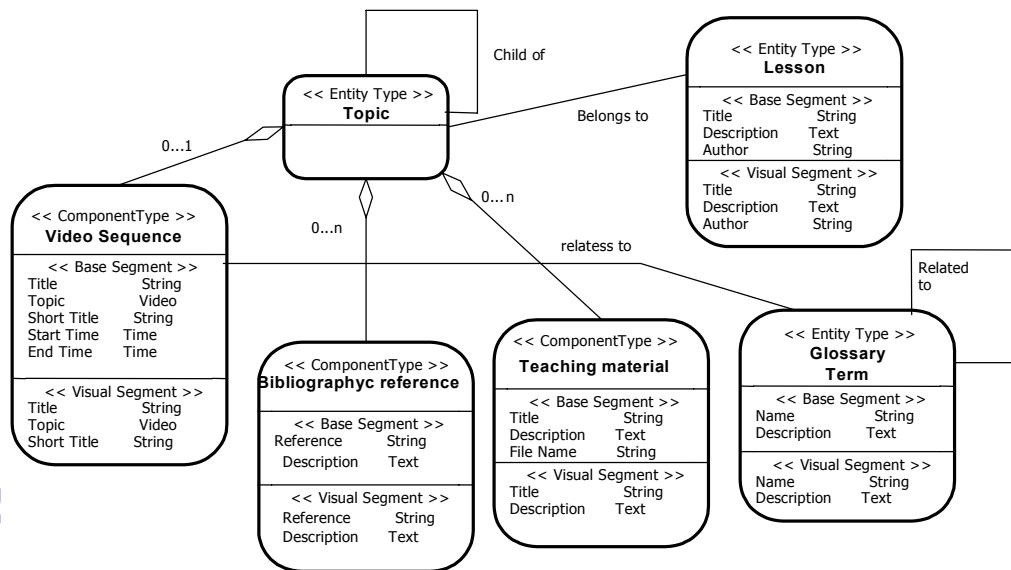 Child of
<< Entity Type >>
Topic
<< Entity Type >>
Lesson
<< Base Segment >>
Title String
Description Text
Author String
<< Visual Segment >>
Title String
Description Text
Author String
Belongs to
0...1
0...n
0...n
relatess to
<< ComponentType >>
Video Sequence
<< Base Segment >>
Title String
Topic Video
Short Title String
Start Time Time
End Time Time
<< Visual Segment >>
Title String
Topic Video
Short Title String
<< ComponentType >>
Bibliographyc reference
<< Base Segment >>
Reference String
Description Text
<< Visual Segment >>
Reference String
Description Text
<< ComponentType >>
Teaching material
<< Base Segment >>
Title String
Description Text
File Name String
<< Visual Segment >>
Title String
Description Text
Related
to
<< Entity Type >>
Glossary
Term
<< Base Segment >>
Name String
Description Text
<< Visual Segment >>
Name String
Description Text